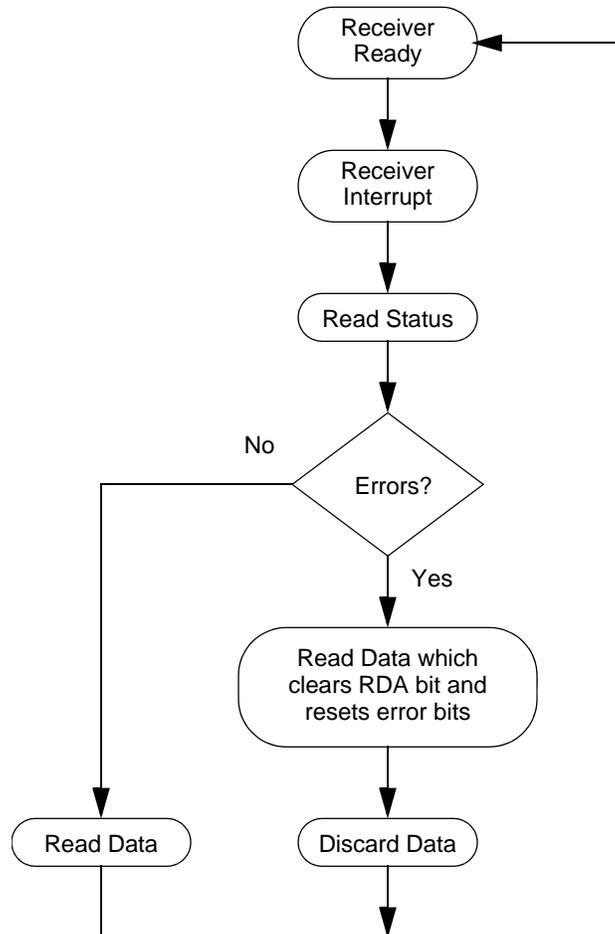 Receiver
Ready
Receiver
Interrupt
Read Status
No
Errors?
Yes
Read Data which
clears RDA bit and
resets error bits
Read Data
Discard Data